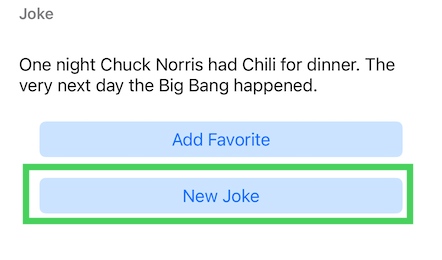 Joke
One night Chuck Norris had Chili for dinner. The
very next day the Big Bang happened.
Add Favorite
New Joke